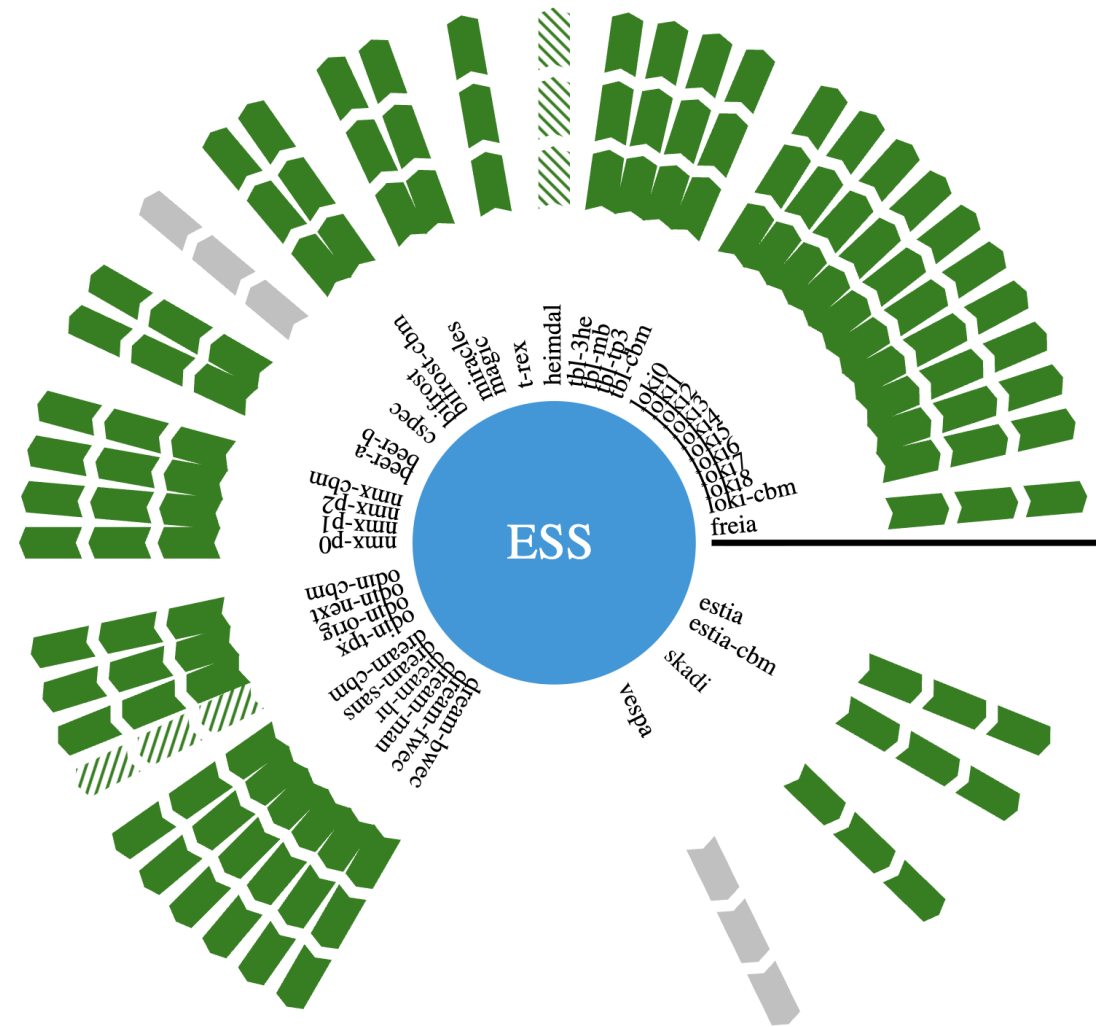 ESS
freia
loki-cbm
loki8
loki7
loki6
loki5
loki4
loki3
loki2
loki1
loki0
tbl-cbm
tbl-tp3
tbl-mb
tbl-3he
heimdal
t-rex
magic
miracles
bifrost-cbm
bifrost
cspec
beer-b
beer-a
nmx-cbm
nmx-p2
nmx-p1
nmx-p0
odin-cbm
odin-next
odin-orig
odin-tpx
dream-cbm
dream-sans
dream-hr
dream-man
dream-fwec
dream-bwec
vespa
skadi
estia-cbm
estia